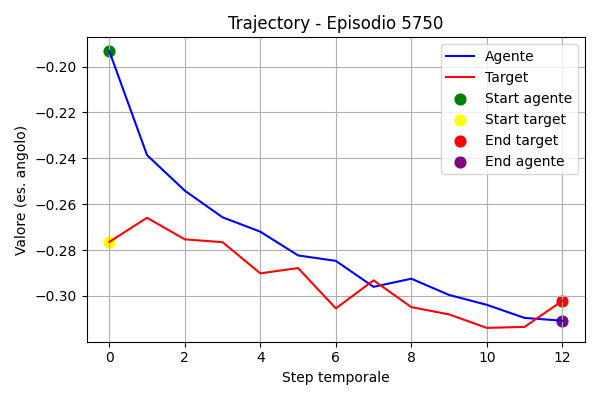 Trajectory - Episodio 5750
Valore (es. angolo)
−0.20
−0.22
−0.24
−0.26
−0.28
−0.30
Agente
Target
Start agente
Start target
End target
End agente
0 2 4 6 8 10 12
Step temporale